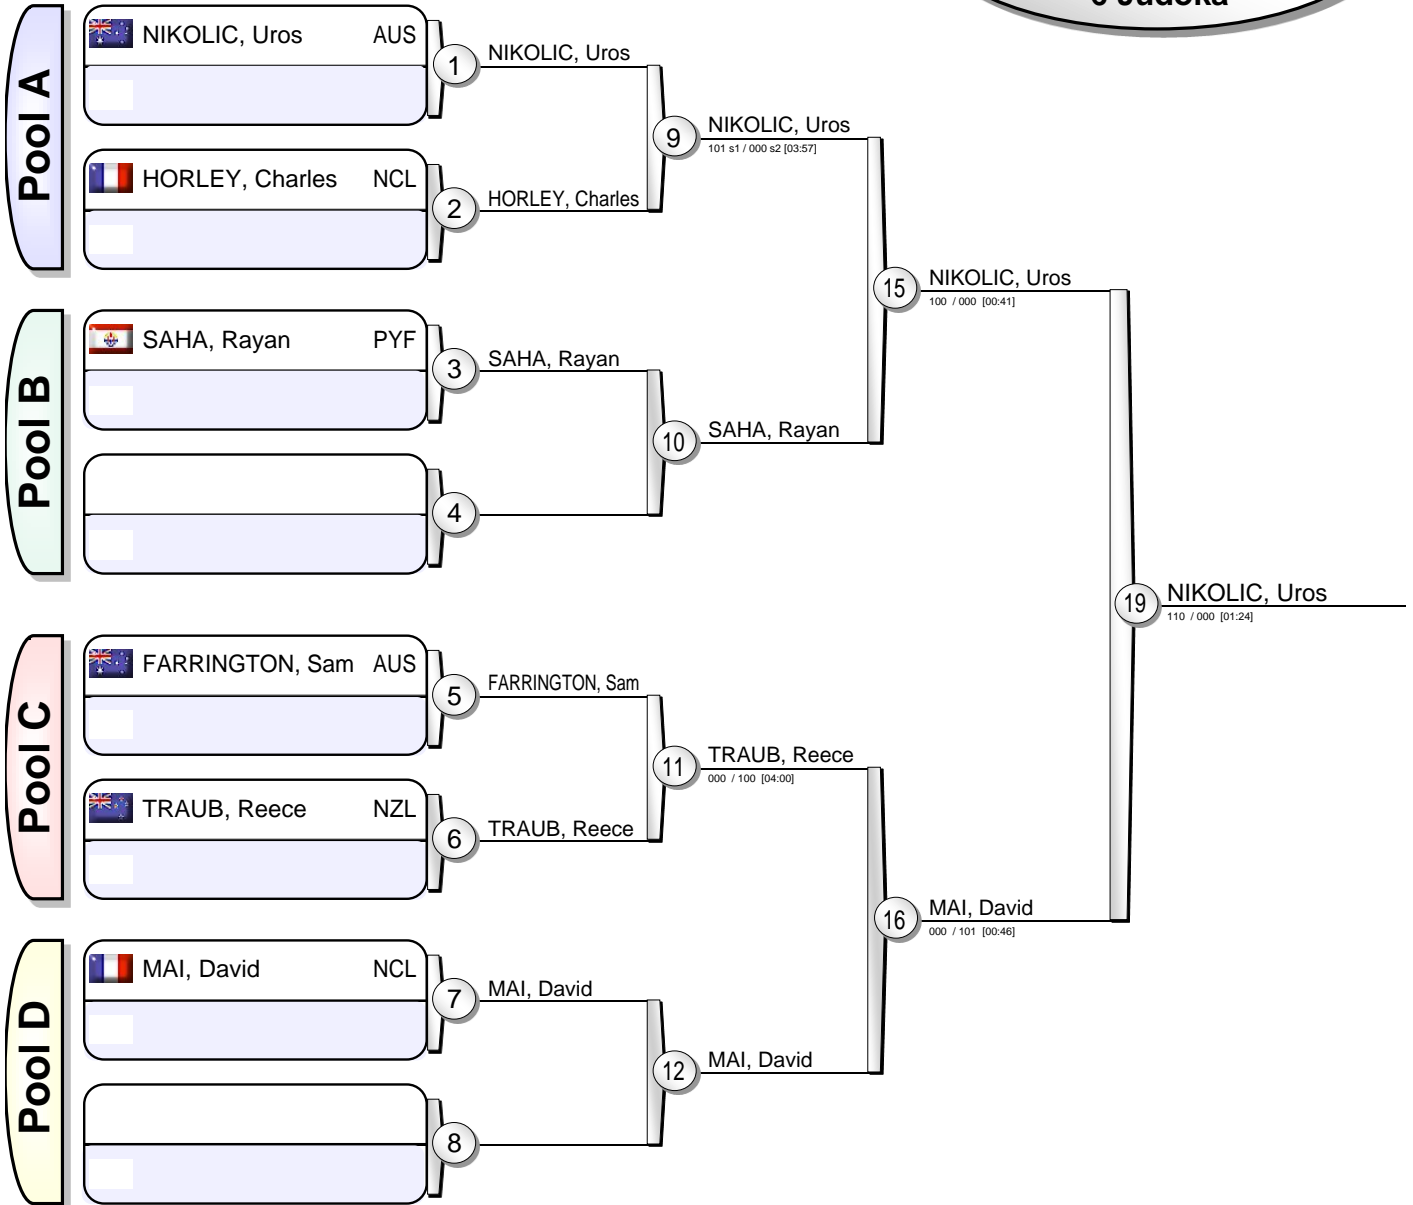 6 Judoka
Pool A
NIKOLIC, Uros AUS
1
NIKOLIC, Uros
HORLEY, Charles NCL
2
HORLEY, Charles
9
NIKOLIC, Uros
101 s1 / 000 s2 [03:57]
Pool B
SAHA, Rayan PYF
3
SAHA, Rayan
4
10
SAHA, Rayan
15
NIKOLIC, Uros
100 / 000 [00:41]
Pool C
FARRINGTON, Sam AUS
5
FARRINGTON, Sam
TRAUB, Reece NZL
6
TRAUB, Reece
11
TRAUB, Reece
000 / 100 [04:00]
Pool D
MAI, David NCL
7
MAI, David
8
12
MAI, David
16
MAI, David
000 / 101 [00:46]
19
NIKOLIC, Uros
110 / 000 [01:24]